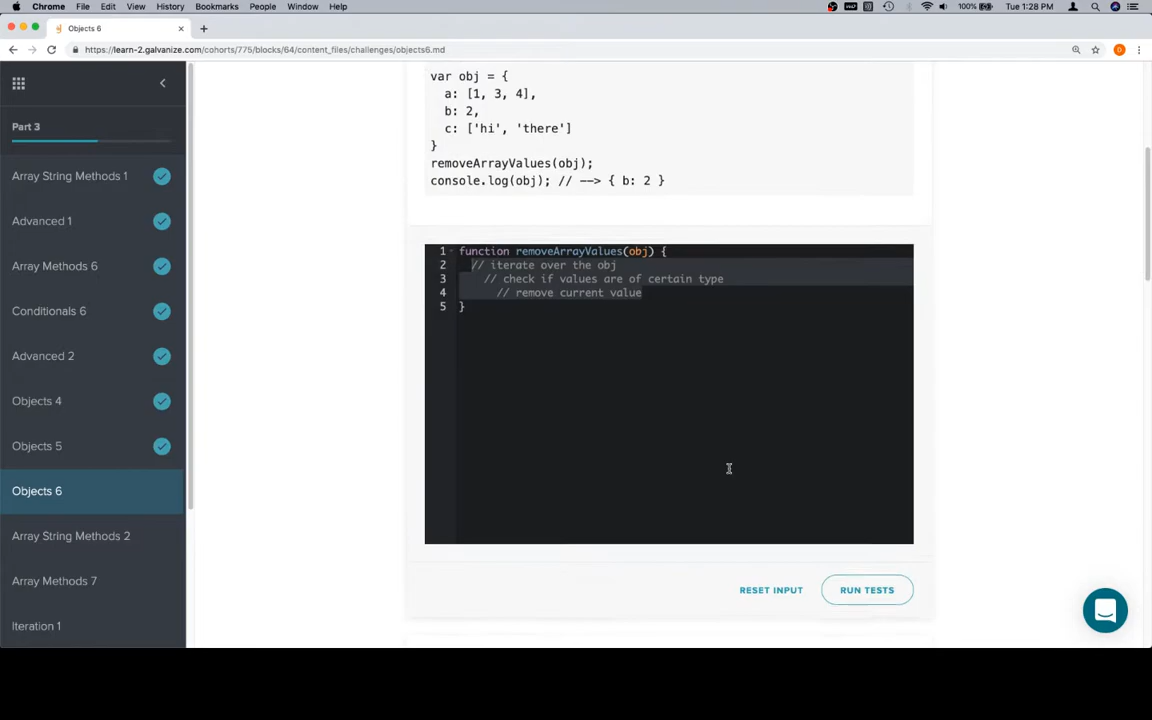 Chrome File Edit View History Bookmarks People Window Help
100% Tue 1:28 PM
Objects 6
https://learn-2.galvanize.com/cohorts/775/blocks/64/content_files/challenges/objects6.md
D
Part 3
Array String Methods 1
Advanced 1
Array Methods 6
Conditionals 6
Advanced 2
Objects 4
Objects 5
Objects 6
Array String Methods 2
Array Methods 7
Iteration 1
var obj = {
a: [1, 3, 4],
b: 2,
c: ['hi', 'there']
}
removeArrayValues(obj);
console.log(obj); // --> { b: 2 }
1 function removeArrayValues(obj) {
2 // iterate over the obj
3 // check if values are of certain type
4 // remove current value
5 }
RESET INPUT RUN TESTS